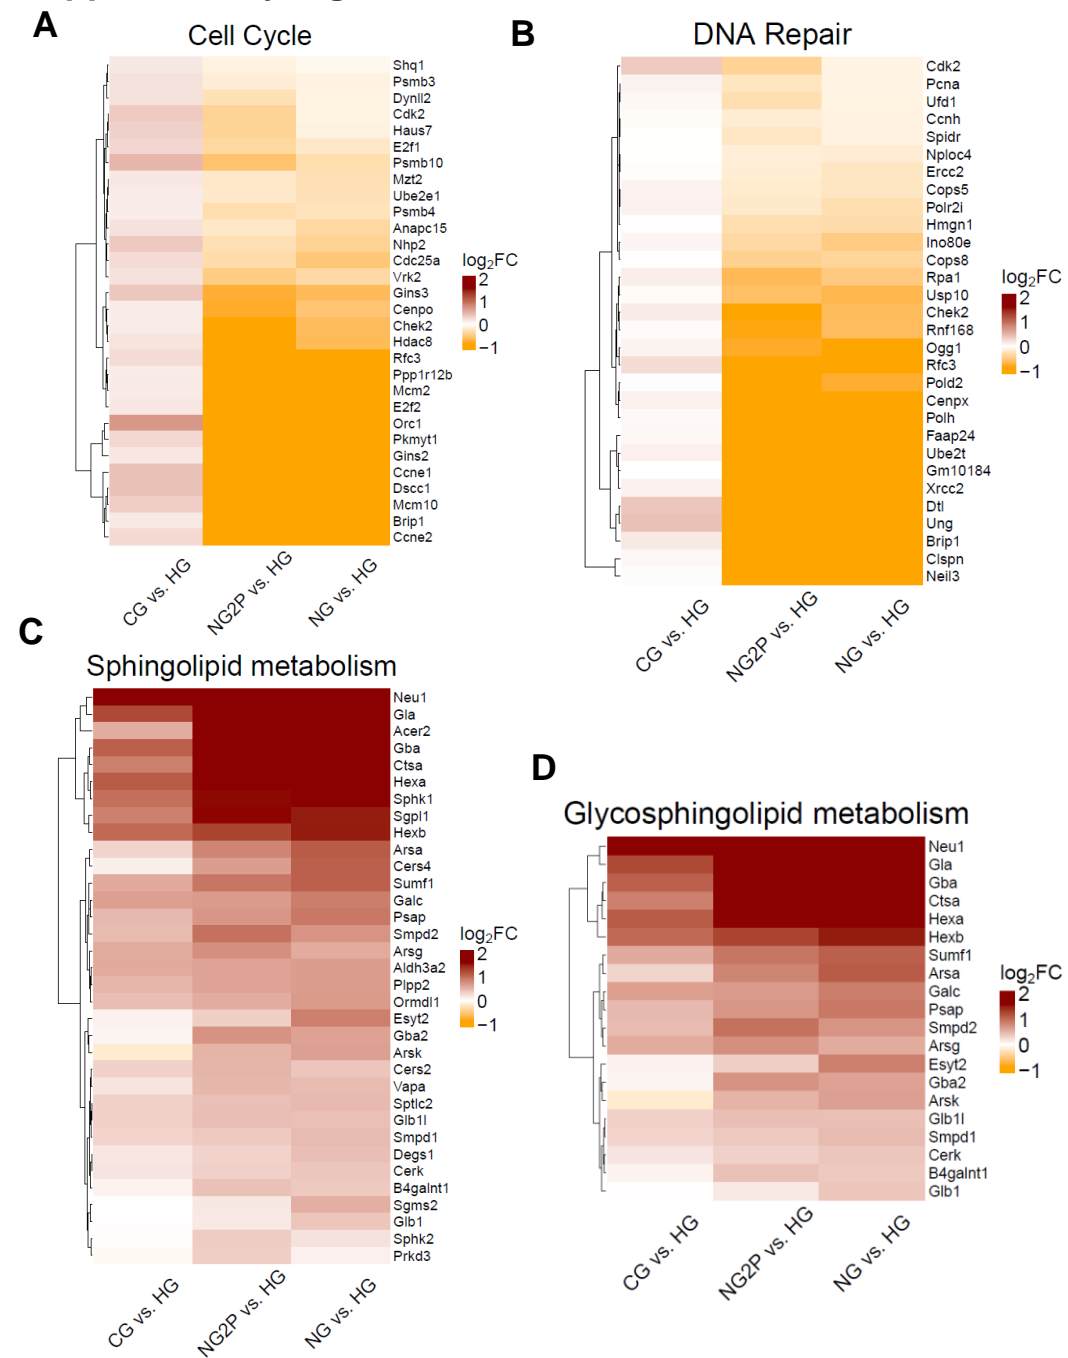 A
Cell Cycle
Shq1
Psmb3
Dynll2
Cdk2
Haus7
E2f1
Psmb10
Mzt2
Ube2e1
Psmb4
Anapc15
Nhp2
Cdc25a
Vrk2
Gins3
Cenpo
Chek2
Hdac8
Rfc3
Ppp1r12b
Mcm2
E2f2
Orc1
Pkmyt1
Gins2
Ccne1
Dscc1
Mcm10
Brip1
Ccne2
log2FC
2
1
0
−1
CG vs. HG
NG2P vs. HG
NG vs. HG
B
DNA Repair
Cdk2
Pcna
Ufd1
Ccnh
Spidr
Nploc4
Ercc2
Cops5
Polr2i
Hmgn1
Ino80e
Cops8
Rpa1
Usp10
Chek2
Rnf168
Ogg1
Rfc3
Pold2
Cenpx
Polh
Faap24
Ube2t
Gm10184
Xrcc2
Dtl
Ung
Brip1
Clspn
Neil3
log2FC
2
1
0
−1
CG vs. HG
NG2P vs. HG
NG vs. HG
C
Sphingolipid metabolism
Neu1
Gla
Acer2
Gba
Ctsa
Hexa
Sphk1
Sgpl1
Hexb
Arsa
Cers4
Sumf1
Galc
Psap
Smpd2
Arsg
Aldh3a2
Plpp2
Ormdl1
Esyt2
Gba2
Arsk
Cers2
Vapa
Sptlc2
Glb1l
Smpd1
Degs1
Cerk
B4galnt1
Sgms2
Glb1
Sphk2
Prkd3
log2FC
2
1
0
−1
CG vs. HG
NG2P vs. HG
NG vs. HG
D
Glycosphingolipid metabolism
Neu1
Gla
Gba
Ctsa
Hexa
Hexb
Sumf1
Arsa
Galc
Psap
Smpd2
Arsg
Esyt2
Gba2
Arsk
Glb1l
Smpd1
Cerk
B4galnt1
Glb1
log2FC
2
1
0
−1
CG vs. HG
NG2P vs. HG
NG vs. HG